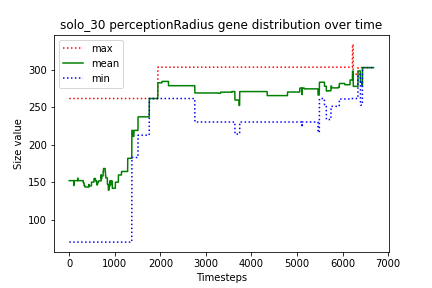 solo_30 perceptionRadius gene distribution over time
max
mean
min
300
250
200
150
100
Size value
0 1000 2000 3000 4000 5000 6000 7000
Timesteps